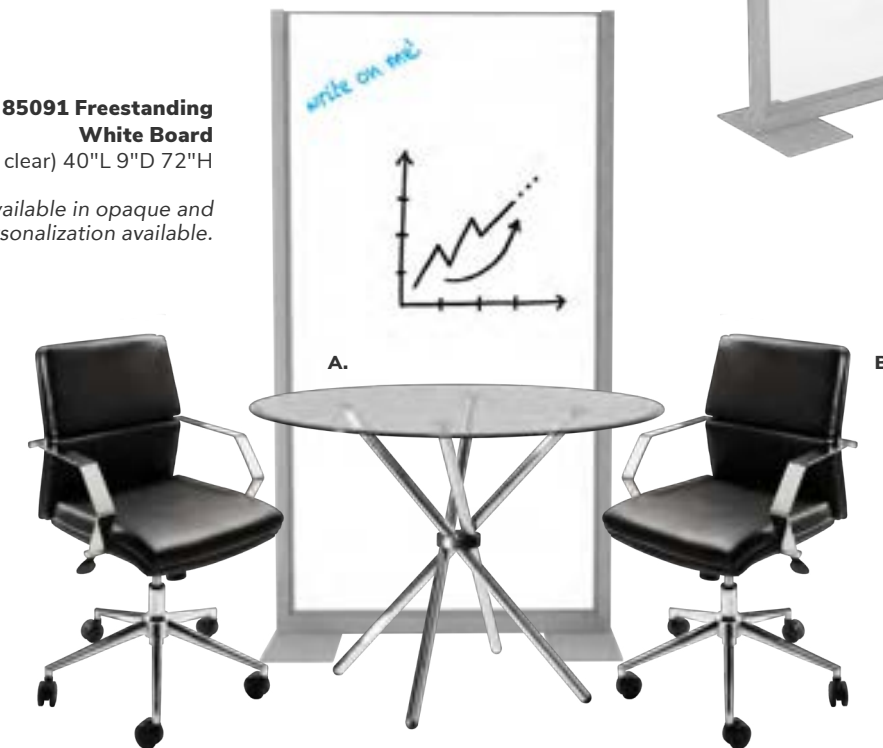 85091 Freestanding
White Board
clear) 40"L 9"D 72"H
vailable in opaque and
sonalization available.
write on me!
A.